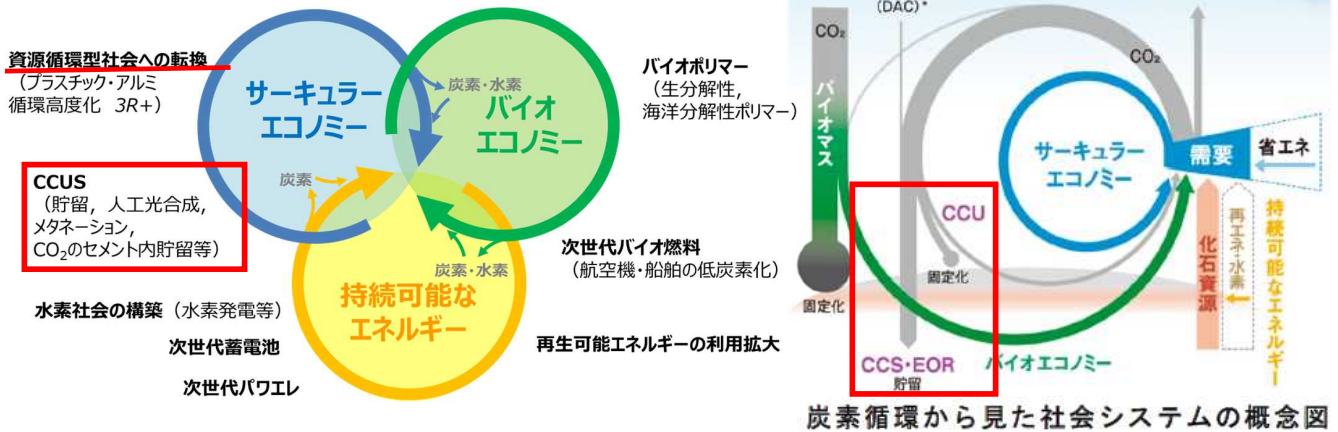 資源循環型社会への転換
（プラスチック・アルミ
循環高度化 3R+）
サーキュラー
エコノミー
炭素・水素
バイオ
エコノミー
バイオポリマー
（生分解性，
海洋分解性ポリマー）
CCUS
（貯留，人工光合成，
メタネーション，
CO₂のセメント内貯留等）
炭素
炭素・水素
持続可能な
エネルギー
次世代バイオ燃料
（航空機・船舶の低炭素化）
水素社会の構築（水素発電等）
次世代蓄電池
次世代パワエレ
再生可能エネルギーの利用拡大
(DAC)*
CO₂
CO₂
バイオマス
サーキュラー
エコノミー
需要
省エネ
CCU
固定化
固定化
化石資源
再エネ・水素
持続可能なエネルギー
CCS・EOR
貯留
バイオエコノミー
炭素循環から見た社会システムの概念図